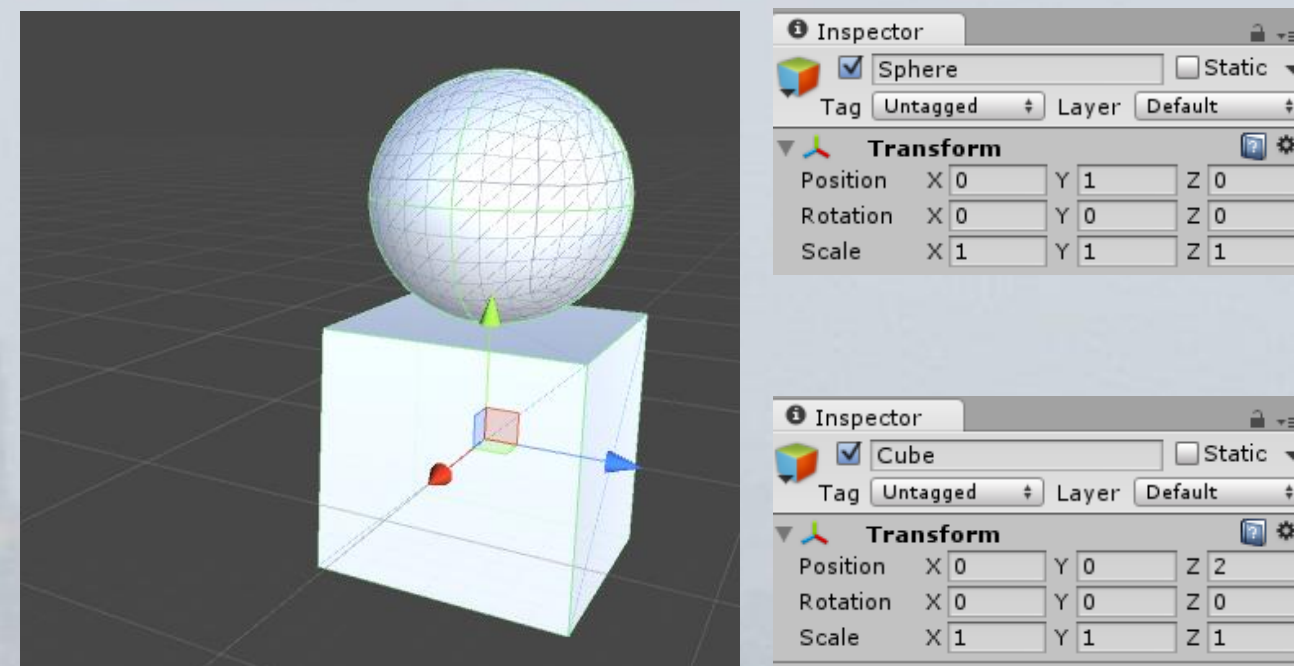 Inspector
Sphere Static
Tag Untagged Layer Default
Transform
Position X 0 Y 1 Z 0
Rotation X 0 Y 0 Z 0
Scale X 1 Y 1 Z 1
Inspector
Cube Static
Tag Untagged Layer Default
Transform
Position X 0 Y 0 Z 2
Rotation X 0 Y 0 Z 0
Scale X 1 Y 1 Z 1